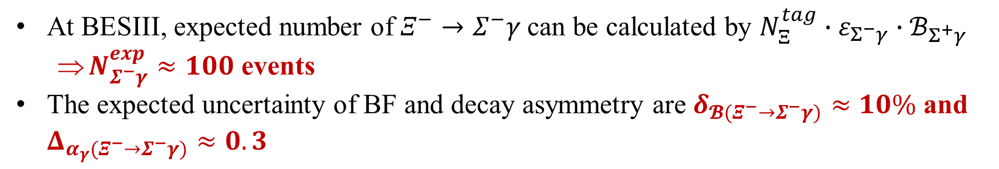 • At BESIII, expected number of Ξ⁻ → Σ⁻γ can be calculated by N_Ξ^tag · ε_Σ⁻γ · ℬ_Σ⁺γ
⇒ N_Σ⁻γ^exp ≈ 100 events
• The expected uncertainty of BF and decay asymmetry are δ_ℬ(Ξ⁻→Σ⁻γ) ≈ 10% and
Δ_α_γ(Ξ⁻→Σ⁻γ) ≈ 0.3